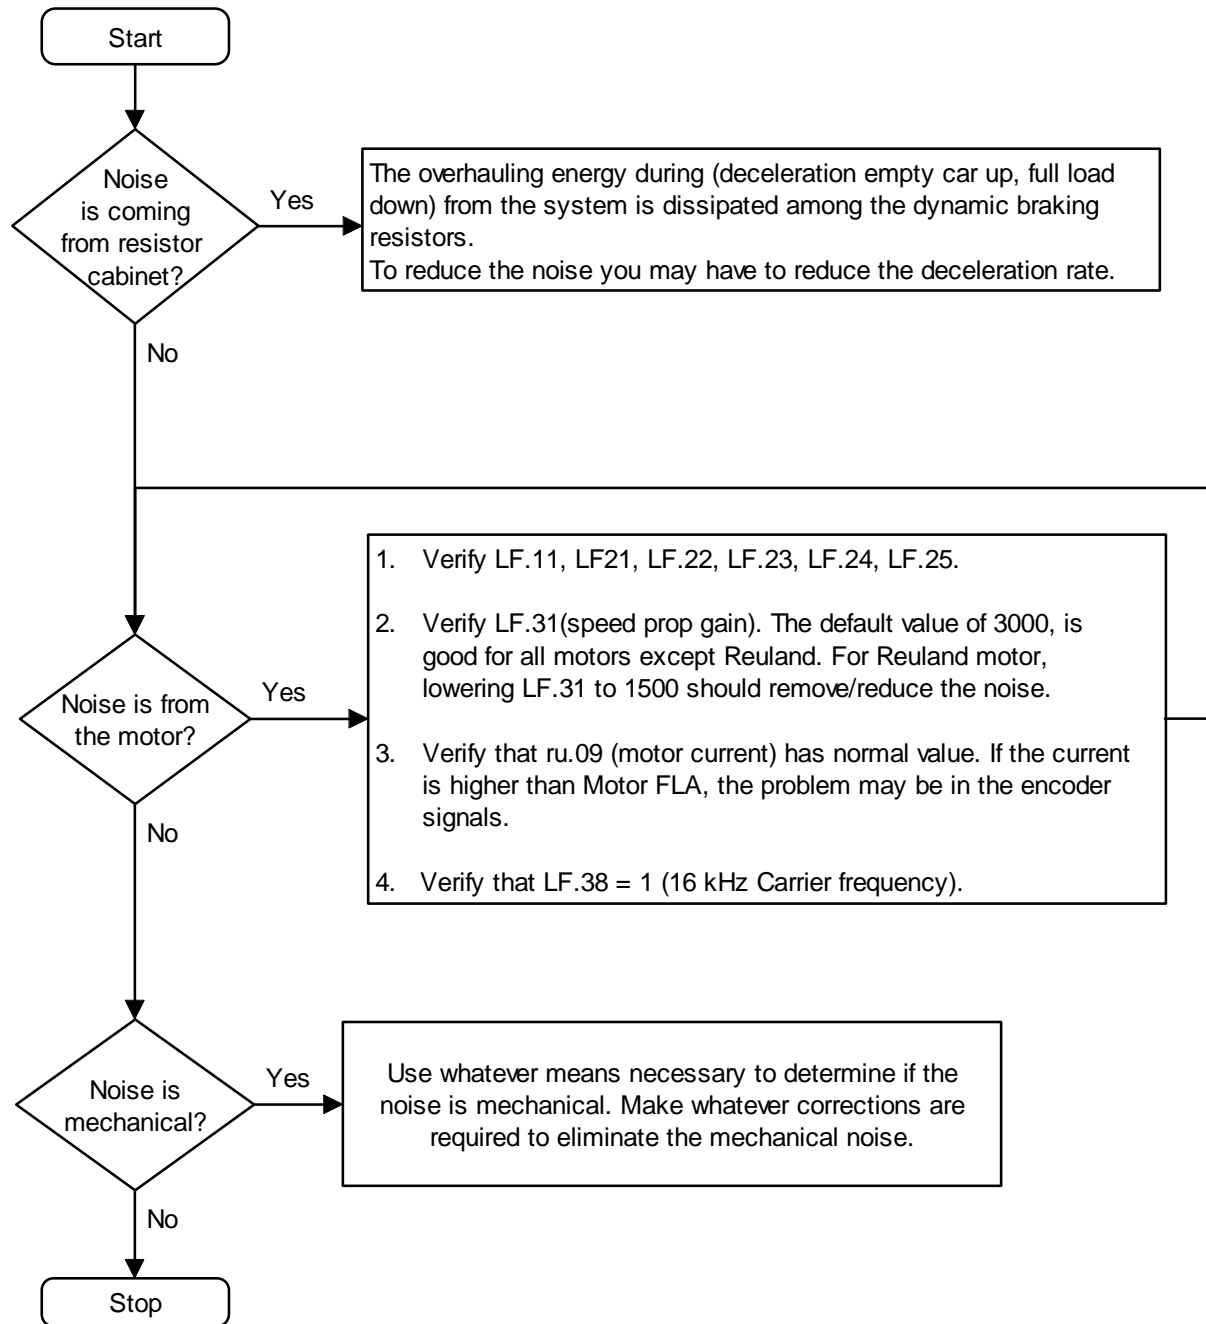 Start
Noise
is coming
from resistor
cabinet?
Yes
The overhauling energy during (deceleration empty car up, full load
down) from the system is dissipated among the dynamic braking
resistors.
To reduce the noise you may have to reduce the deceleration rate.
No
Noise is from
the motor?
Yes
1. Verify LF.11, LF21, LF.22, LF.23, LF.24, LF.25.
2. Verify LF.31(speed prop gain). The default value of 3000, is
good for all motors except Reuland. For Reuland motor,
lowering LF.31 to 1500 should remove/reduce the noise.
3. Verify that ru.09 (motor current) has normal value. If the current
is higher than Motor FLA, the problem may be in the encoder
signals.
4. Verify that LF.38 = 1 (16 kHz Carrier frequency).
No
Noise is
mechanical?
Yes
Use whatever means necessary to determine if the
noise is mechanical. Make whatever corrections are
required to eliminate the mechanical noise.
No
Stop